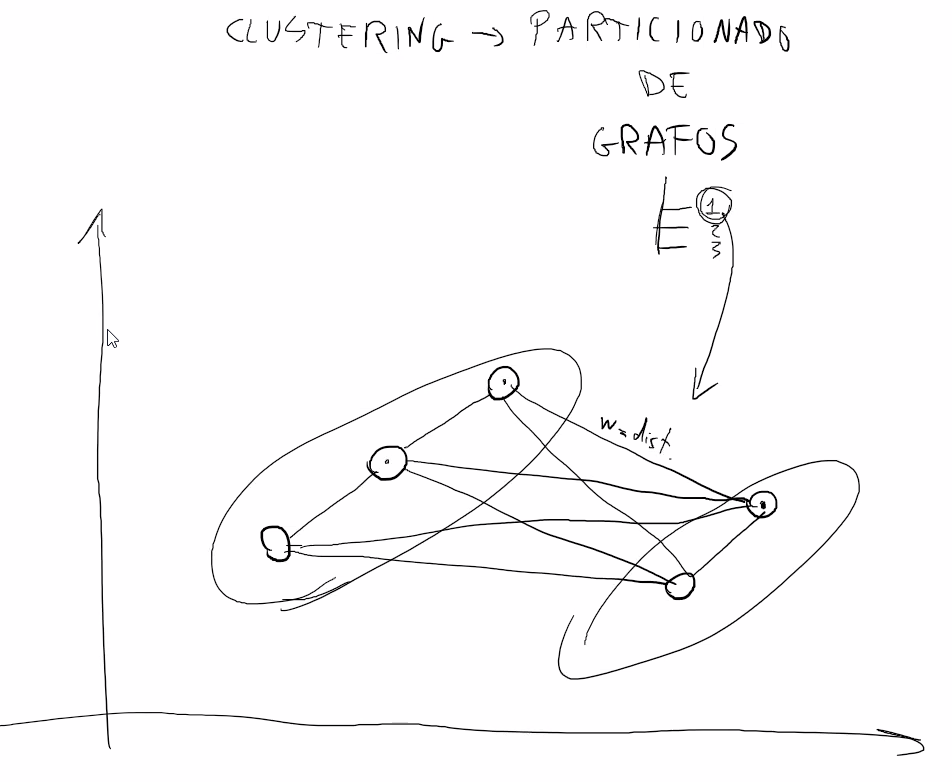 CLUSTERING → PARTICIONADO
DE
GRAFOS
1
2
3
w=dist.